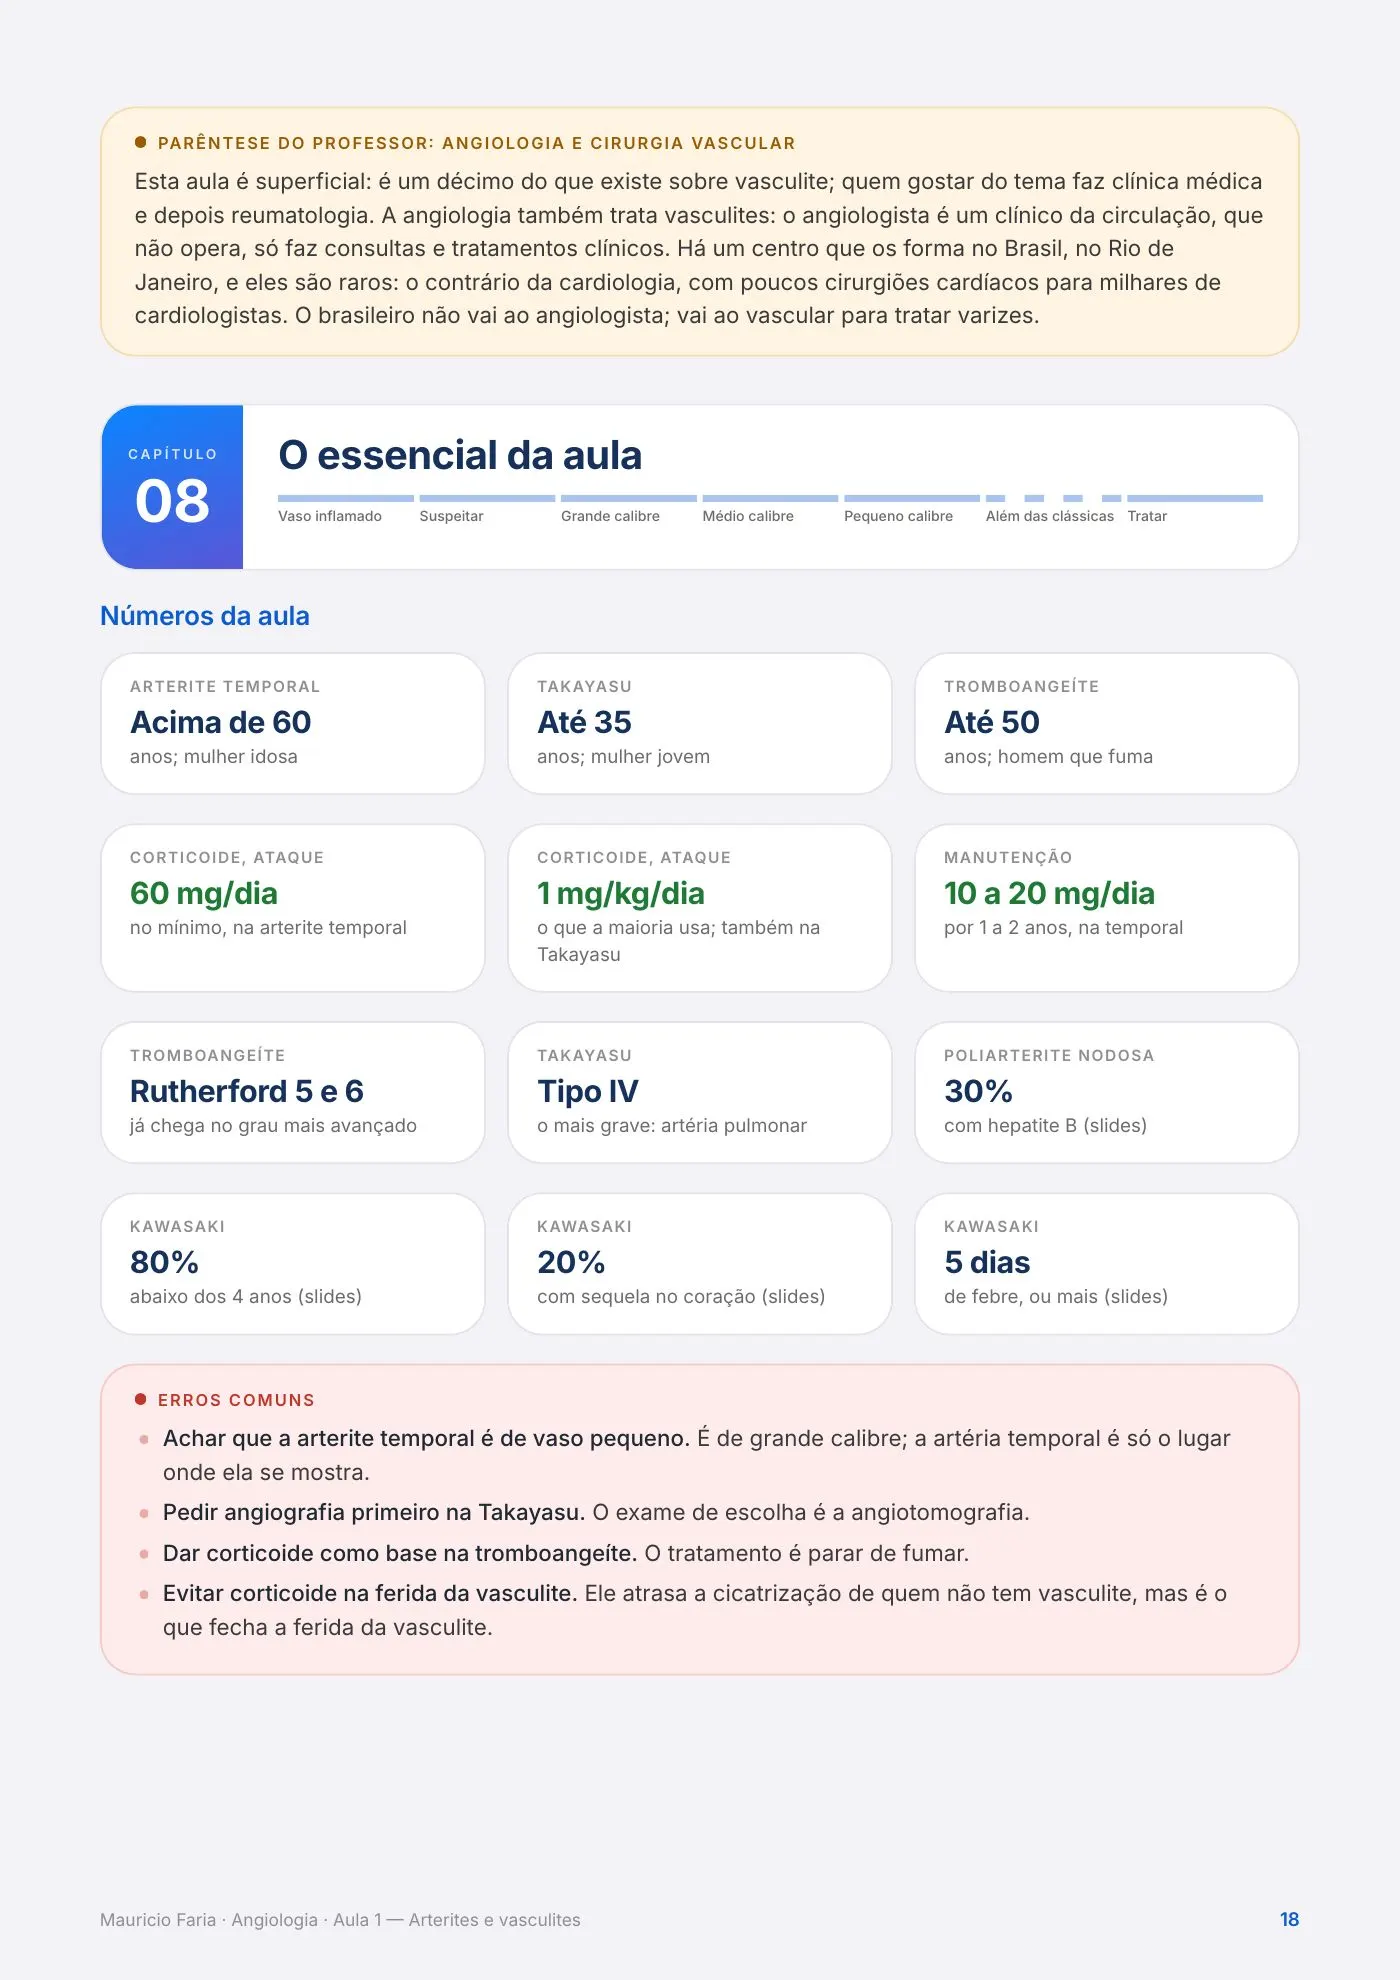 PARÊNTESE DO PROFESSOR: ANGIOLOGIA E CIRURGIA VASCULAR
Esta aula é superficial: é um décimo do que existe sobre vasculite; quem gostar do tema faz clínica médica
e depois reumatologia. A angiologia também trata vasculites: o angiologista é um clínico da circulação, que
não opera, só faz consultas e tratamentos clínicos. Há um centro que os forma no Brasil, no Rio de
Janeiro, e eles são raros: o contrário da cardiologia, com poucos cirurgiões cardíacos para milhares de
cardiologistas. O brasileiro não vai ao angiologista; vai ao vascular para tratar varizes.
CAPÍTULO
08
O essencial da aula
Vaso inflamado
Suspeitar
Grande calibre
Médio calibre
Pequeno calibre
Além das clássicas
Tratar
Números da aula
ARTERITE TEMPORAL
Acima de 60
anos; mulher idosa
TAKAYASU
Até 35
anos; mulher jovem
TROMBOANGEÍTE
Até 50
anos; homem que fuma
CORTICOIDE, ATAQUE
60 mg/dia
no mínimo, na arterite temporal
CORTICOIDE, ATAQUE
1 mg/kg/dia
o que a maioria usa; também na
Takayasu
MANUTENÇÃO
10 a 20 mg/dia
por 1 a 2 anos, na temporal
TROMBOANGEÍTE
Rutherford 5 e 6
já chega no grau mais avançado
TAKAYASU
Tipo IV
o mais grave: artéria pulmonar
POLIARTERITE NODOSA
30%
com hepatite B (slides)
KAWASAKI
80%
abaixo dos 4 anos (slides)
KAWASAKI
20%
com sequela no coração (slides)
KAWASAKI
5 dias
de febre, ou mais (slides)
ERROS COMUNS
Achar que a arterite temporal é de vaso pequeno. É de grande calibre; a artéria temporal é só o lugar
onde ela se mostra.
Pedir angiografia primeiro na Takayasu. O exame de escolha é a angiotomografia.
Dar corticoide como base na tromboangeíte. O tratamento é parar de fumar.
Evitar corticoide na ferida da vasculite. Ele atrasa a cicatrização de quem não tem vasculite, mas é o
que fecha a ferida da vasculite.
Mauricio Faria · Angiologia · Aula 1 — Arterites e vasculites
18